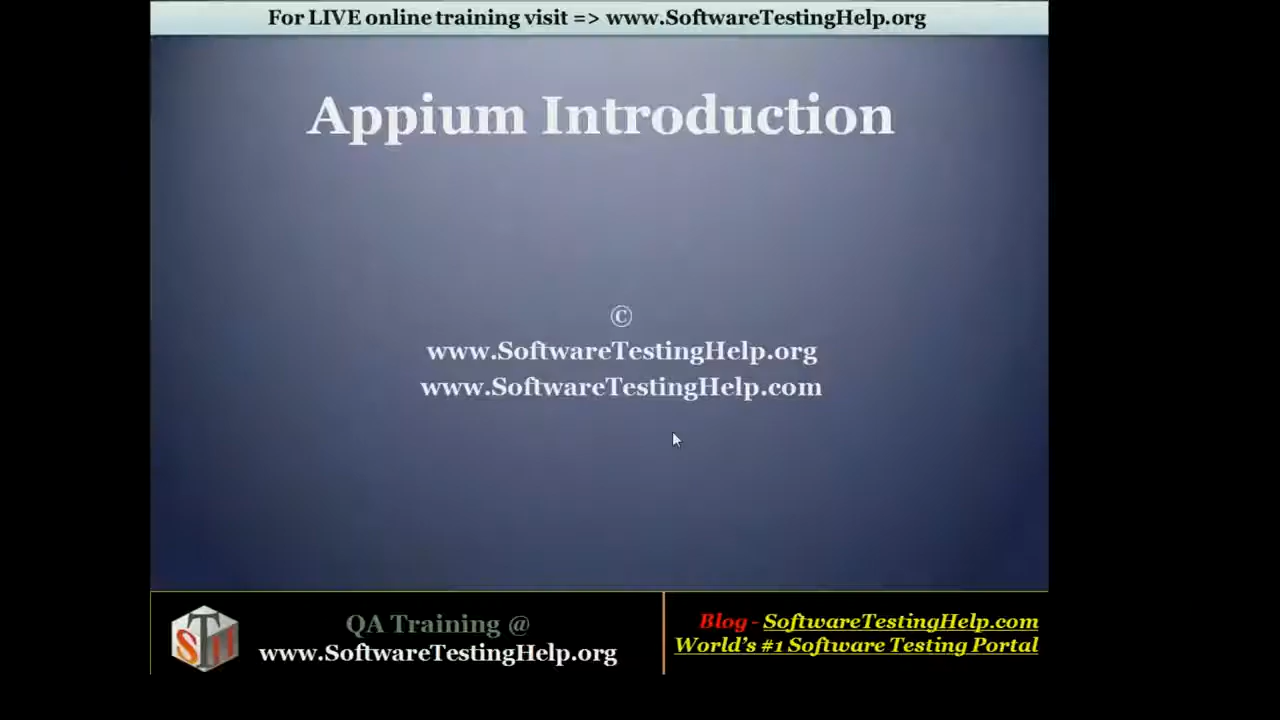 For LIVE online training visit => www.SoftwareTestingHelp.org
Appium Introduction
©
www.SoftwareTestingHelp.org
www.SoftwareTestingHelp.com
STH
QA Training @
www.SoftwareTestingHelp.org
Blog - SoftwareTestingHelp.com
World's #1 Software Testing Portal